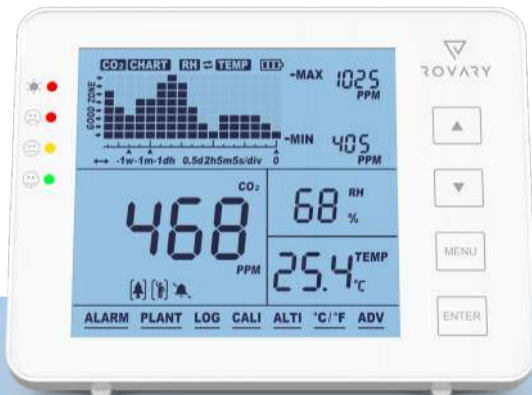 ROVARY
CO₂ CHART RH ⇄ TEMP
GOOD ZONE
-MAX 1025 PPM
-MIN 405 PPM
↔ -1w-1m-1dh 0.5d2h5m5s/div 0
CO₂
468
PPM
68 RH %
25.4 TEMP °C
ALARM PLANT LOG CALI ALTI °C/°F ADV
MENU
ENTER